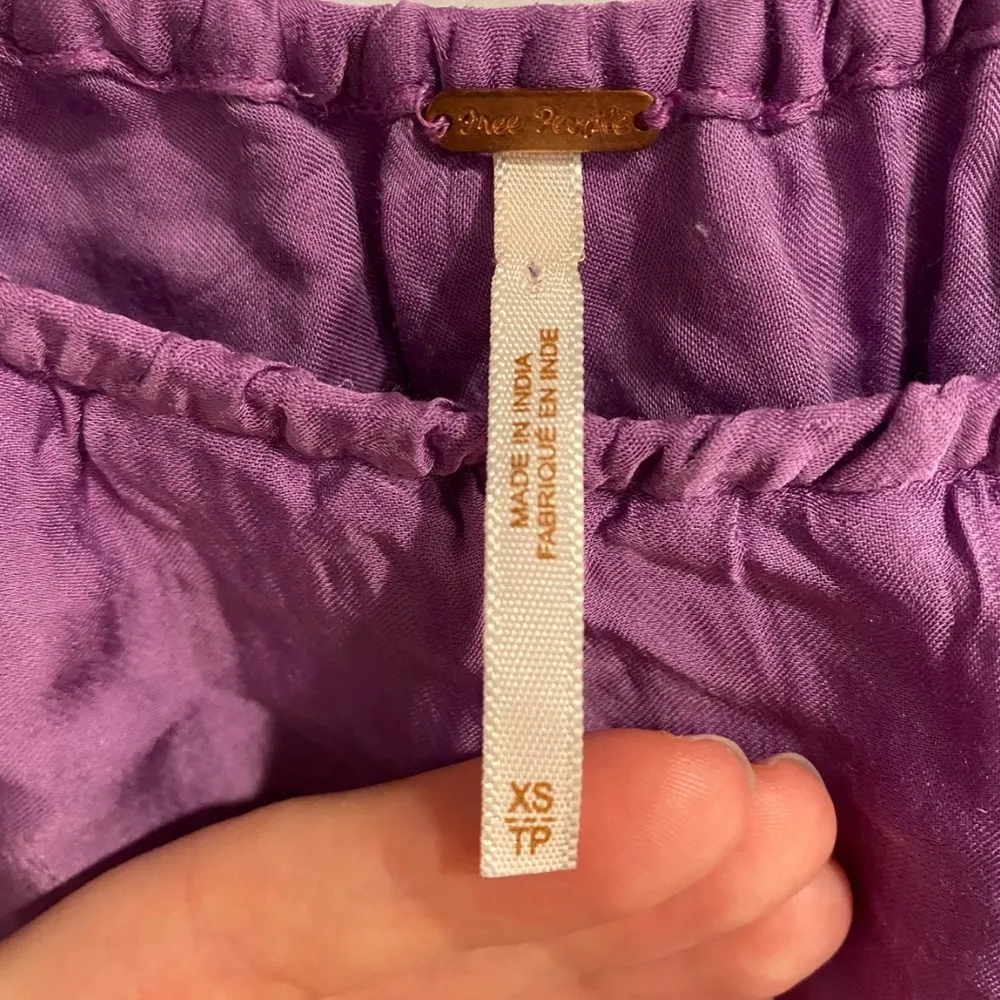 Free People
MADE IN INDIA
FABRIQUÉ EN INDE
XS
TP